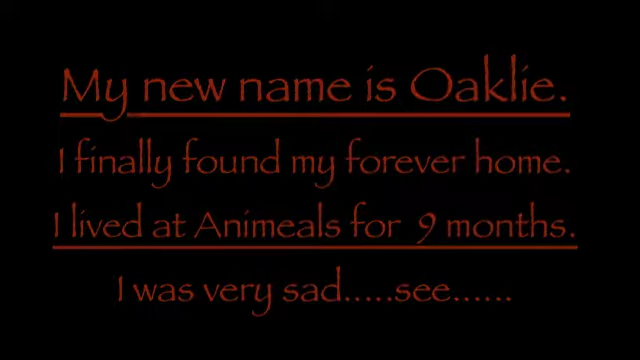 My new name is Oaklie.
I finally found my forever home.
I lived at Animeals for 9 months.
I was very sad.....see......